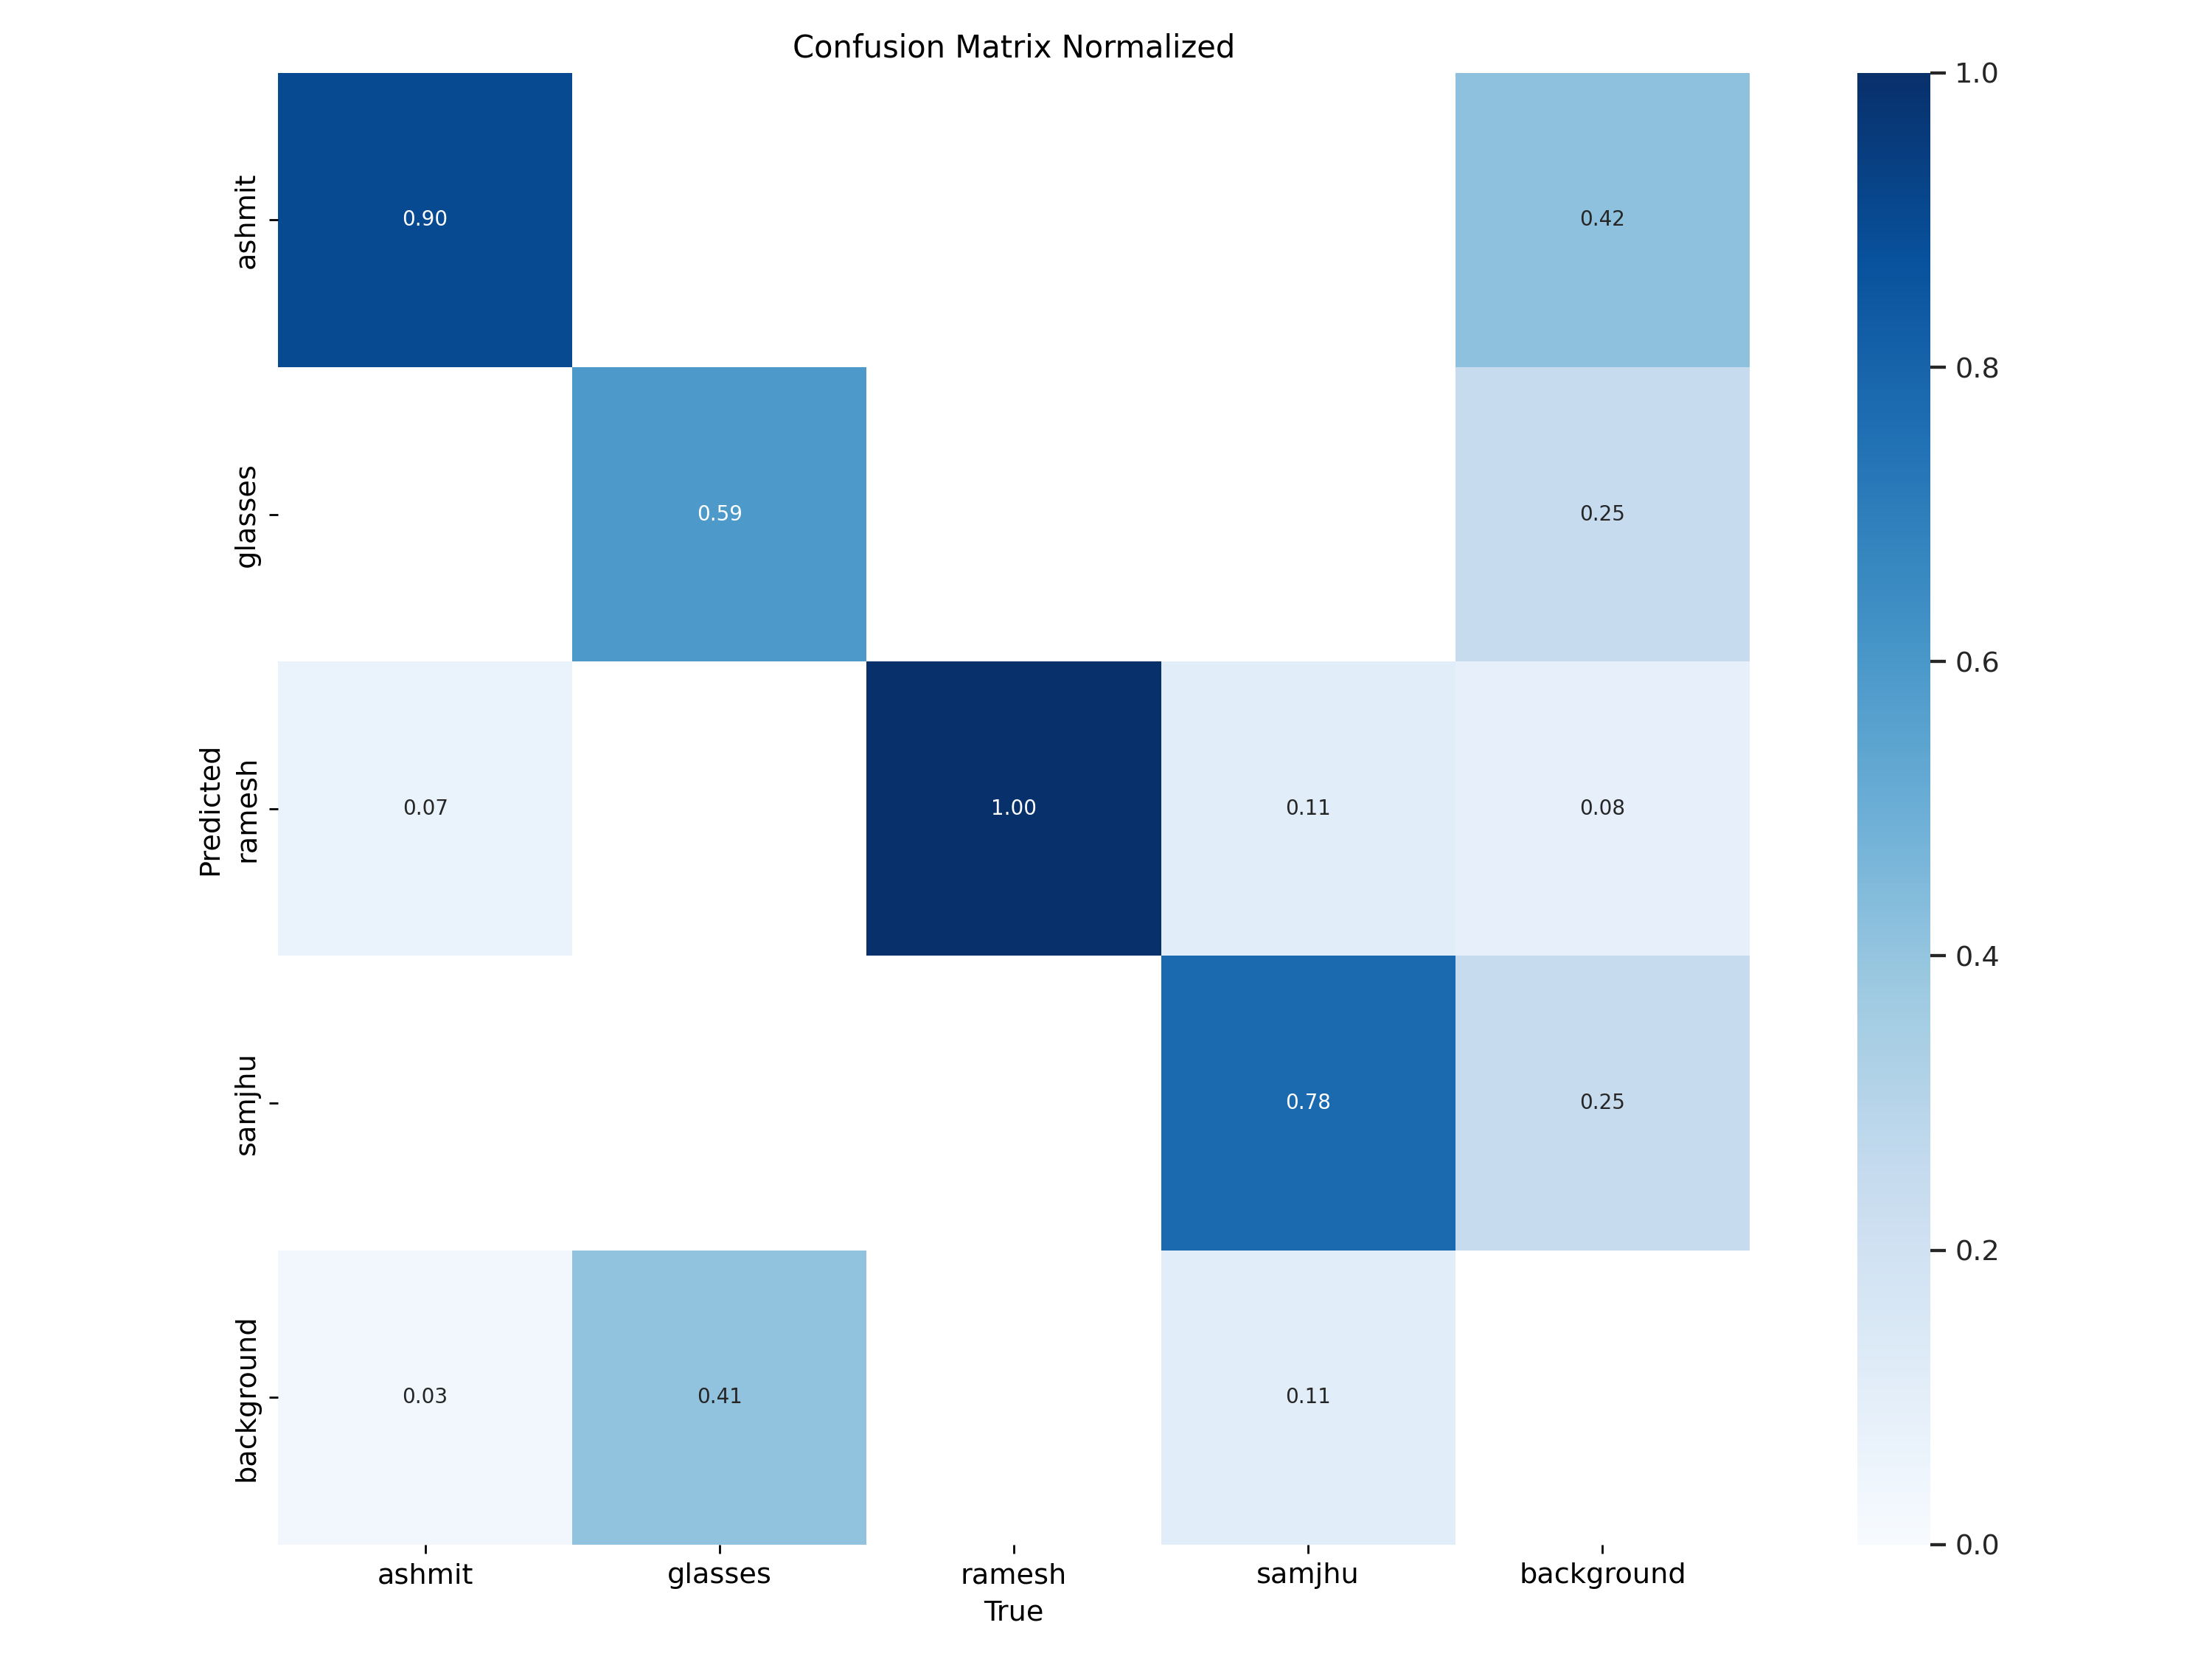 Confusion Matrix Normalized
1.0
ashmit
0.90
0.42
0.8
glasses
0.59
0.25
0.6
Predicted
ramesh
0.07
1.00
0.11
0.08
0.4
samjhu
0.78
0.25
0.2
background
0.03
0.41
0.11
0.0
ashmit
glasses
ramesh
samjhu
background
True